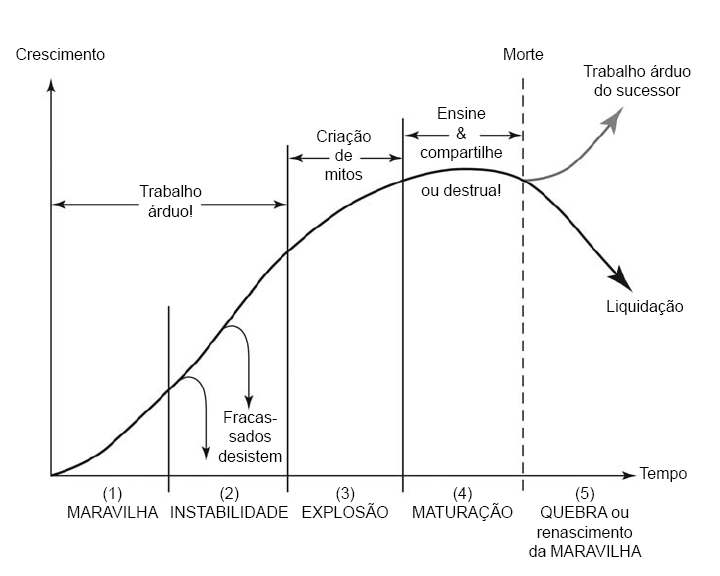 Crescimento
Morte
Trabalho árduo
do sucessor
Ensine
&
compartilhe
ou destrua!
Criação
de
mitos
Trabalho
árduo!
Liquidação
Fracas-
sados
desistem
Tempo
(1)
MARAVILHA
(2)
INSTABILIDADE
(3)
EXPLOSÃO
(4)
MATURAÇÃO
(5)
QUEBRA ou
renascimento
da MARAVILHA